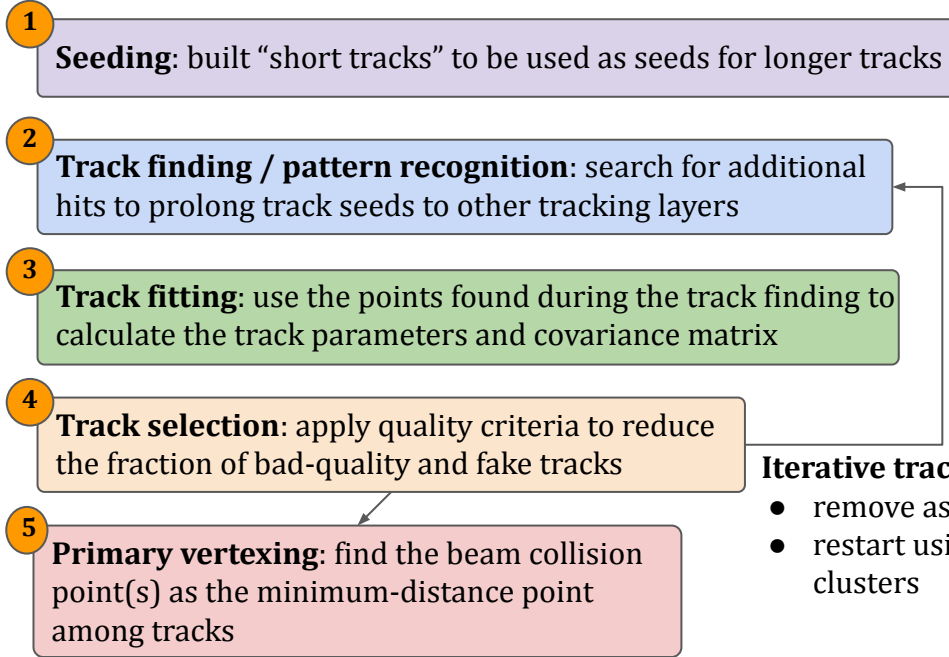 1
Seeding: built “short tracks” to be used as seeds for longer tracks
2
Track finding / pattern recognition: search for additional
hits to prolong track seeds to other tracking layers
3
Track fitting: use the points found during the track finding to
calculate the track parameters and covariance matrix
4
Track selection: apply quality criteria to reduce
the fraction of bad-quality and fake tracks
Iterative
● remove
● restart
clusters
5
Primary vertexing: find the beam collision
point(s) as the minimum-distance point
among tracks